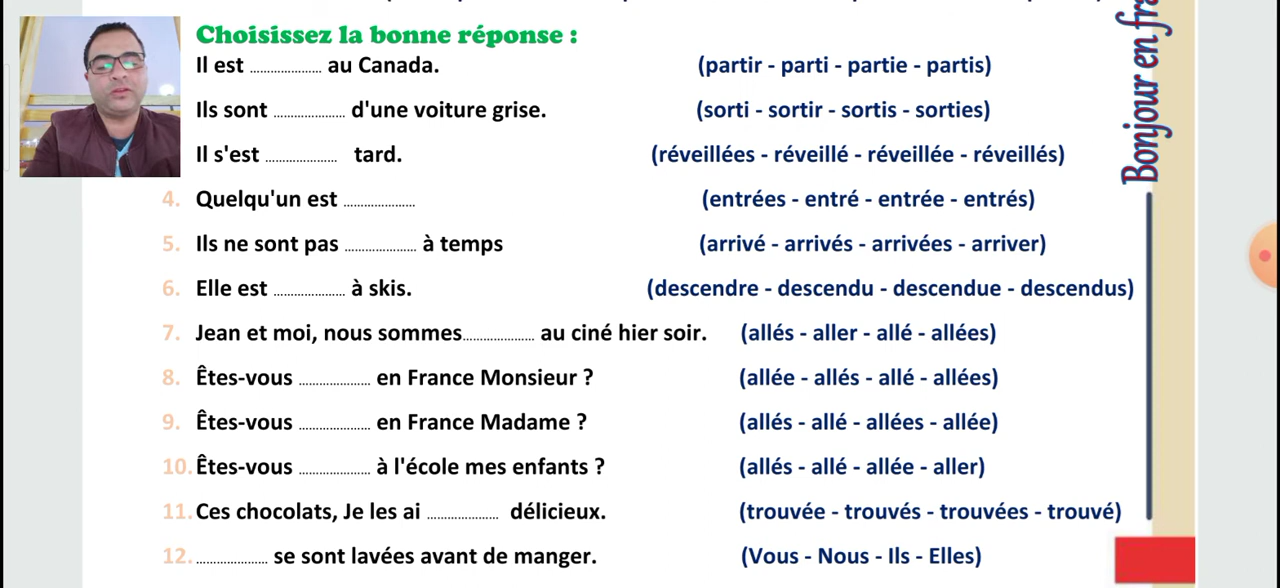 Choisissez la bonne réponse :
Il est .................... au Canada. (partir - parti - partie - partis)
Ils sont .................... d'une voiture grise. (sorti - sortir - sortis - sorties)
Il s'est .................... tard. (réveillées - réveillé - réveillée - réveillés)
4. Quelqu'un est .................... (entrées - entré - entrée - entrés)
5. Ils ne sont pas .................... à temps (arrivé - arrivés - arrivées - arriver)
6. Elle est .................... à skis. (descendre - descendu - descendue - descendus)
7. Jean et moi, nous sommes.................... au ciné hier soir. (allés - aller - allé - allées)
8. Êtes-vous .................... en France Monsieur ? (allée - allés - allé - allées)
9. Êtes-vous .................... en France Madame ? (allés - allé - allées - allée)
10. Êtes-vous .................... à l'école mes enfants ? (allés - allé - allée - aller)
11. Ces chocolats, Je les ai .................... délicieux. (trouvée - trouvés - trouvées - trouvé)
12. .................... se sont lavées avant de manger. (Vous - Nous - Ils - Elles)
Bonjour en fra